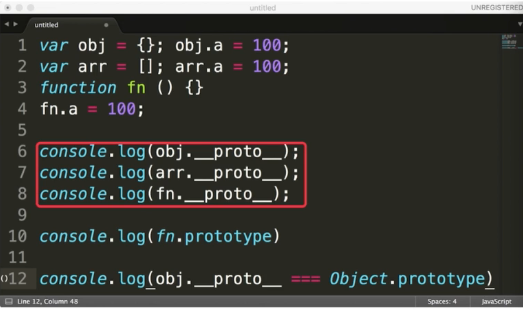 untitled
UNREGISTERED
untitled
1 var obj = {}; obj.a = 100;
2 var arr = []; arr.a = 100;
3 function fn () {}
4 fn.a = 100;
5
6 console.log(obj.__proto__);
7 console.log(arr.__proto__);
8 console.log(fn.__proto__);
9
10 console.log(fn.prototype)
11
12 console.log(obj.__proto__ === Object.prototype)
Line 12, Column 48
Spaces: 4
JavaScript